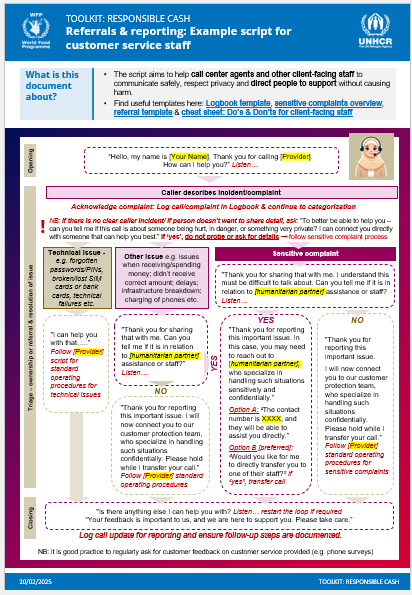 WFP
World Food
Programme
TOOLKIT: RESPONSIBLE CASH
Referrals & reporting: Example script for
customer service staff
UNHCR
The UN Refugee Agency
What is this
document
about?
• The script aims to help call center agents and other client-facing staff to
communicate safely, respect privacy and direct people to support without causing
harm.
• Find useful templates here: Logbook template, sensitive complaints overview,
referral template & cheat sheet: Do's & Don'ts for client-facing staff
Opening
"Hello, my name is [Your Name]. Thank you for calling [Provider].
How can I help you?" Listen…
Triage - ownership or referral & resolution of issue
Caller describes incident/complaint
Acknowledge complaint: Log call/complaint in Logbook & continue to categorization
! NB: If there is no clear caller incident/ if person doesn't want to share detail, ask: "To better be able to help you –
can you tell me if this call is about someone being hurt, in danger, or something very private? I can connect you directly
with someone that can help you best." If 'yes', do not probe or ask for details → follow sensitive complaint process
Technical issue -
e.g. forgotten
passwords/PINs,
broken/lost SIM
cards or bank
cards, technical
failures etc.
Other issue e.g. issues
when receiving/spending
money; didn't receive
correct amount; delays;
infrastructure breakdown;
charging of phones etc.
Sensitive complaint
"Thank you for sharing that with me. I understand this
must be difficult to talk about. Can you tell me if it is in
relation to [humanitarian partner] assistance or staff?
Listen…
"I can help you
with that….."
Follow [Provider]
script for
standard
operating
procedures for
technical issues
"Thank you for sharing
that with me. Can you
tell me if it is in relation
to [humanitarian partner]
assistance or staff?
Listen…
YES
NO
"Thank you for reporting
this important issue. I will
now connect you to our
customer protection team,
who specialize in handling
such situations
confidentially. Please hold
while I transfer your call."
Follow [Provider] standard
operating procedures
YES
"Thank you for reporting
this important issue. In
this case, you may need
to reach out to
[humanitarian partner],
who specialize in
handling such situations
sensitively and
confidentially."
Option A: "The contact
number is XXXX, and
they will be able to
assist you directly."
Option B [preferred]:
"Would you like for me
to directly transfer you to
one of their staff?" If
'yes', transfer call
NO
"Thank you for
reporting this
important issue.
I will now connect
you to our customer
protection team,
who specialize in
handling such
situations
confidentially.
Please hold while I
transfer your call."
Follow [Provider]
standard operating
procedures for
sensitive complaints
Closing
"Is there anything else I can help you with? Listen… restart the loop if required
"Your feedback is important to us, and we are here to support you. Please take care."
Log call update for reporting and ensure follow-up steps are documented.
NB: it is good practice to regularly ask for customer feedback on customer service provided (e.g. phone surveys)
20/02/2025
TOOLKIT: RESPONSIBLE CASH